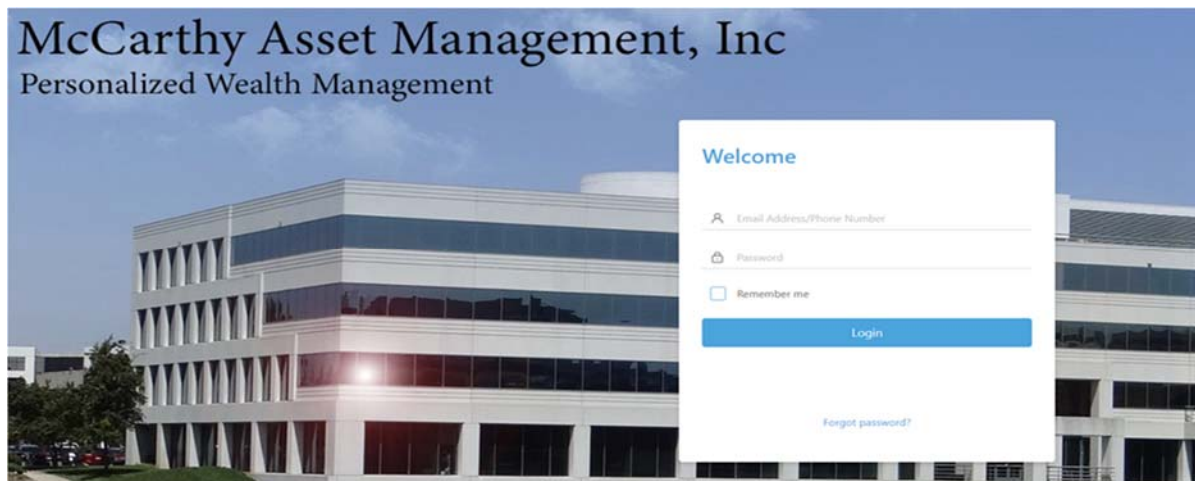 McCarthy Asset Management, Inc
Personalized Wealth Management
Welcome
Email Address/Phone Number
Password
Remember me
Login
Forgot password?